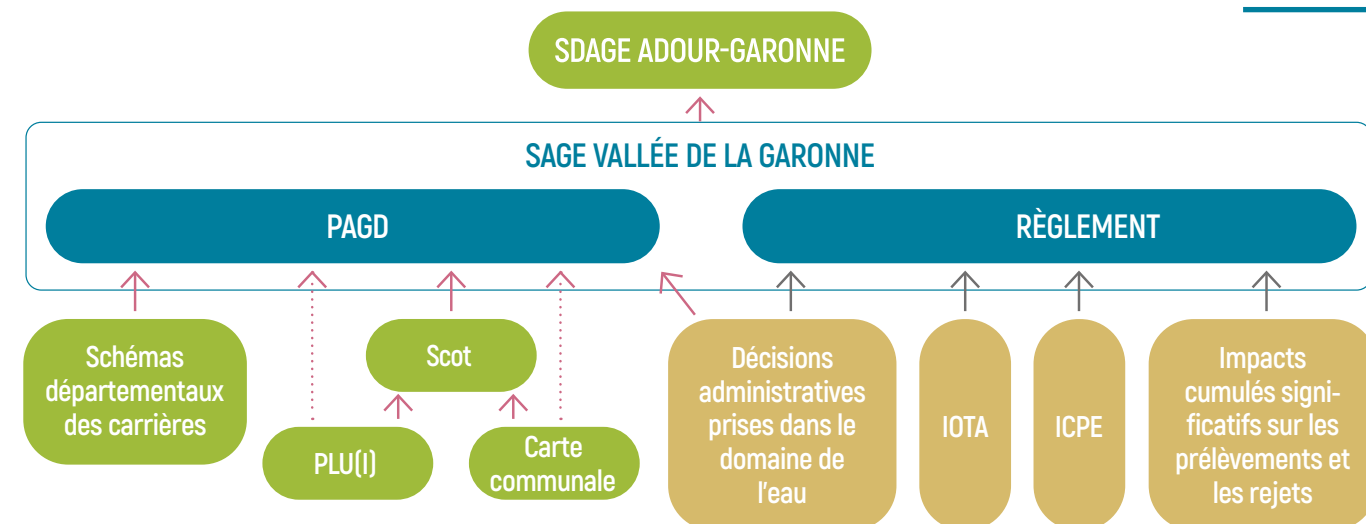 SDAGE ADOUR-GARONNE
SAGE VALLÉE DE LA GARONNE
PAGD
RÈGLEMENT
Schémas
départementaux
des carrières
Scot
PLU(I)
Carte
communale
Décisions
administratives
prises dans le
domaine de
l'eau
IOTA
ICPE
Impacts
cumulés signi-
ficatifs sur les
prélèvements et
les rejets